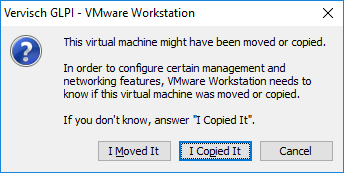 Vervisch GLPI - VMware Workstation
This virtual machine might have been moved or copied.
In order to configure certain management and
networking features, VMware Workstation needs to
know if this virtual machine was moved or copied.
If you don't know, answer "I Copied It".
I Moved It
I Copied It
Cancel